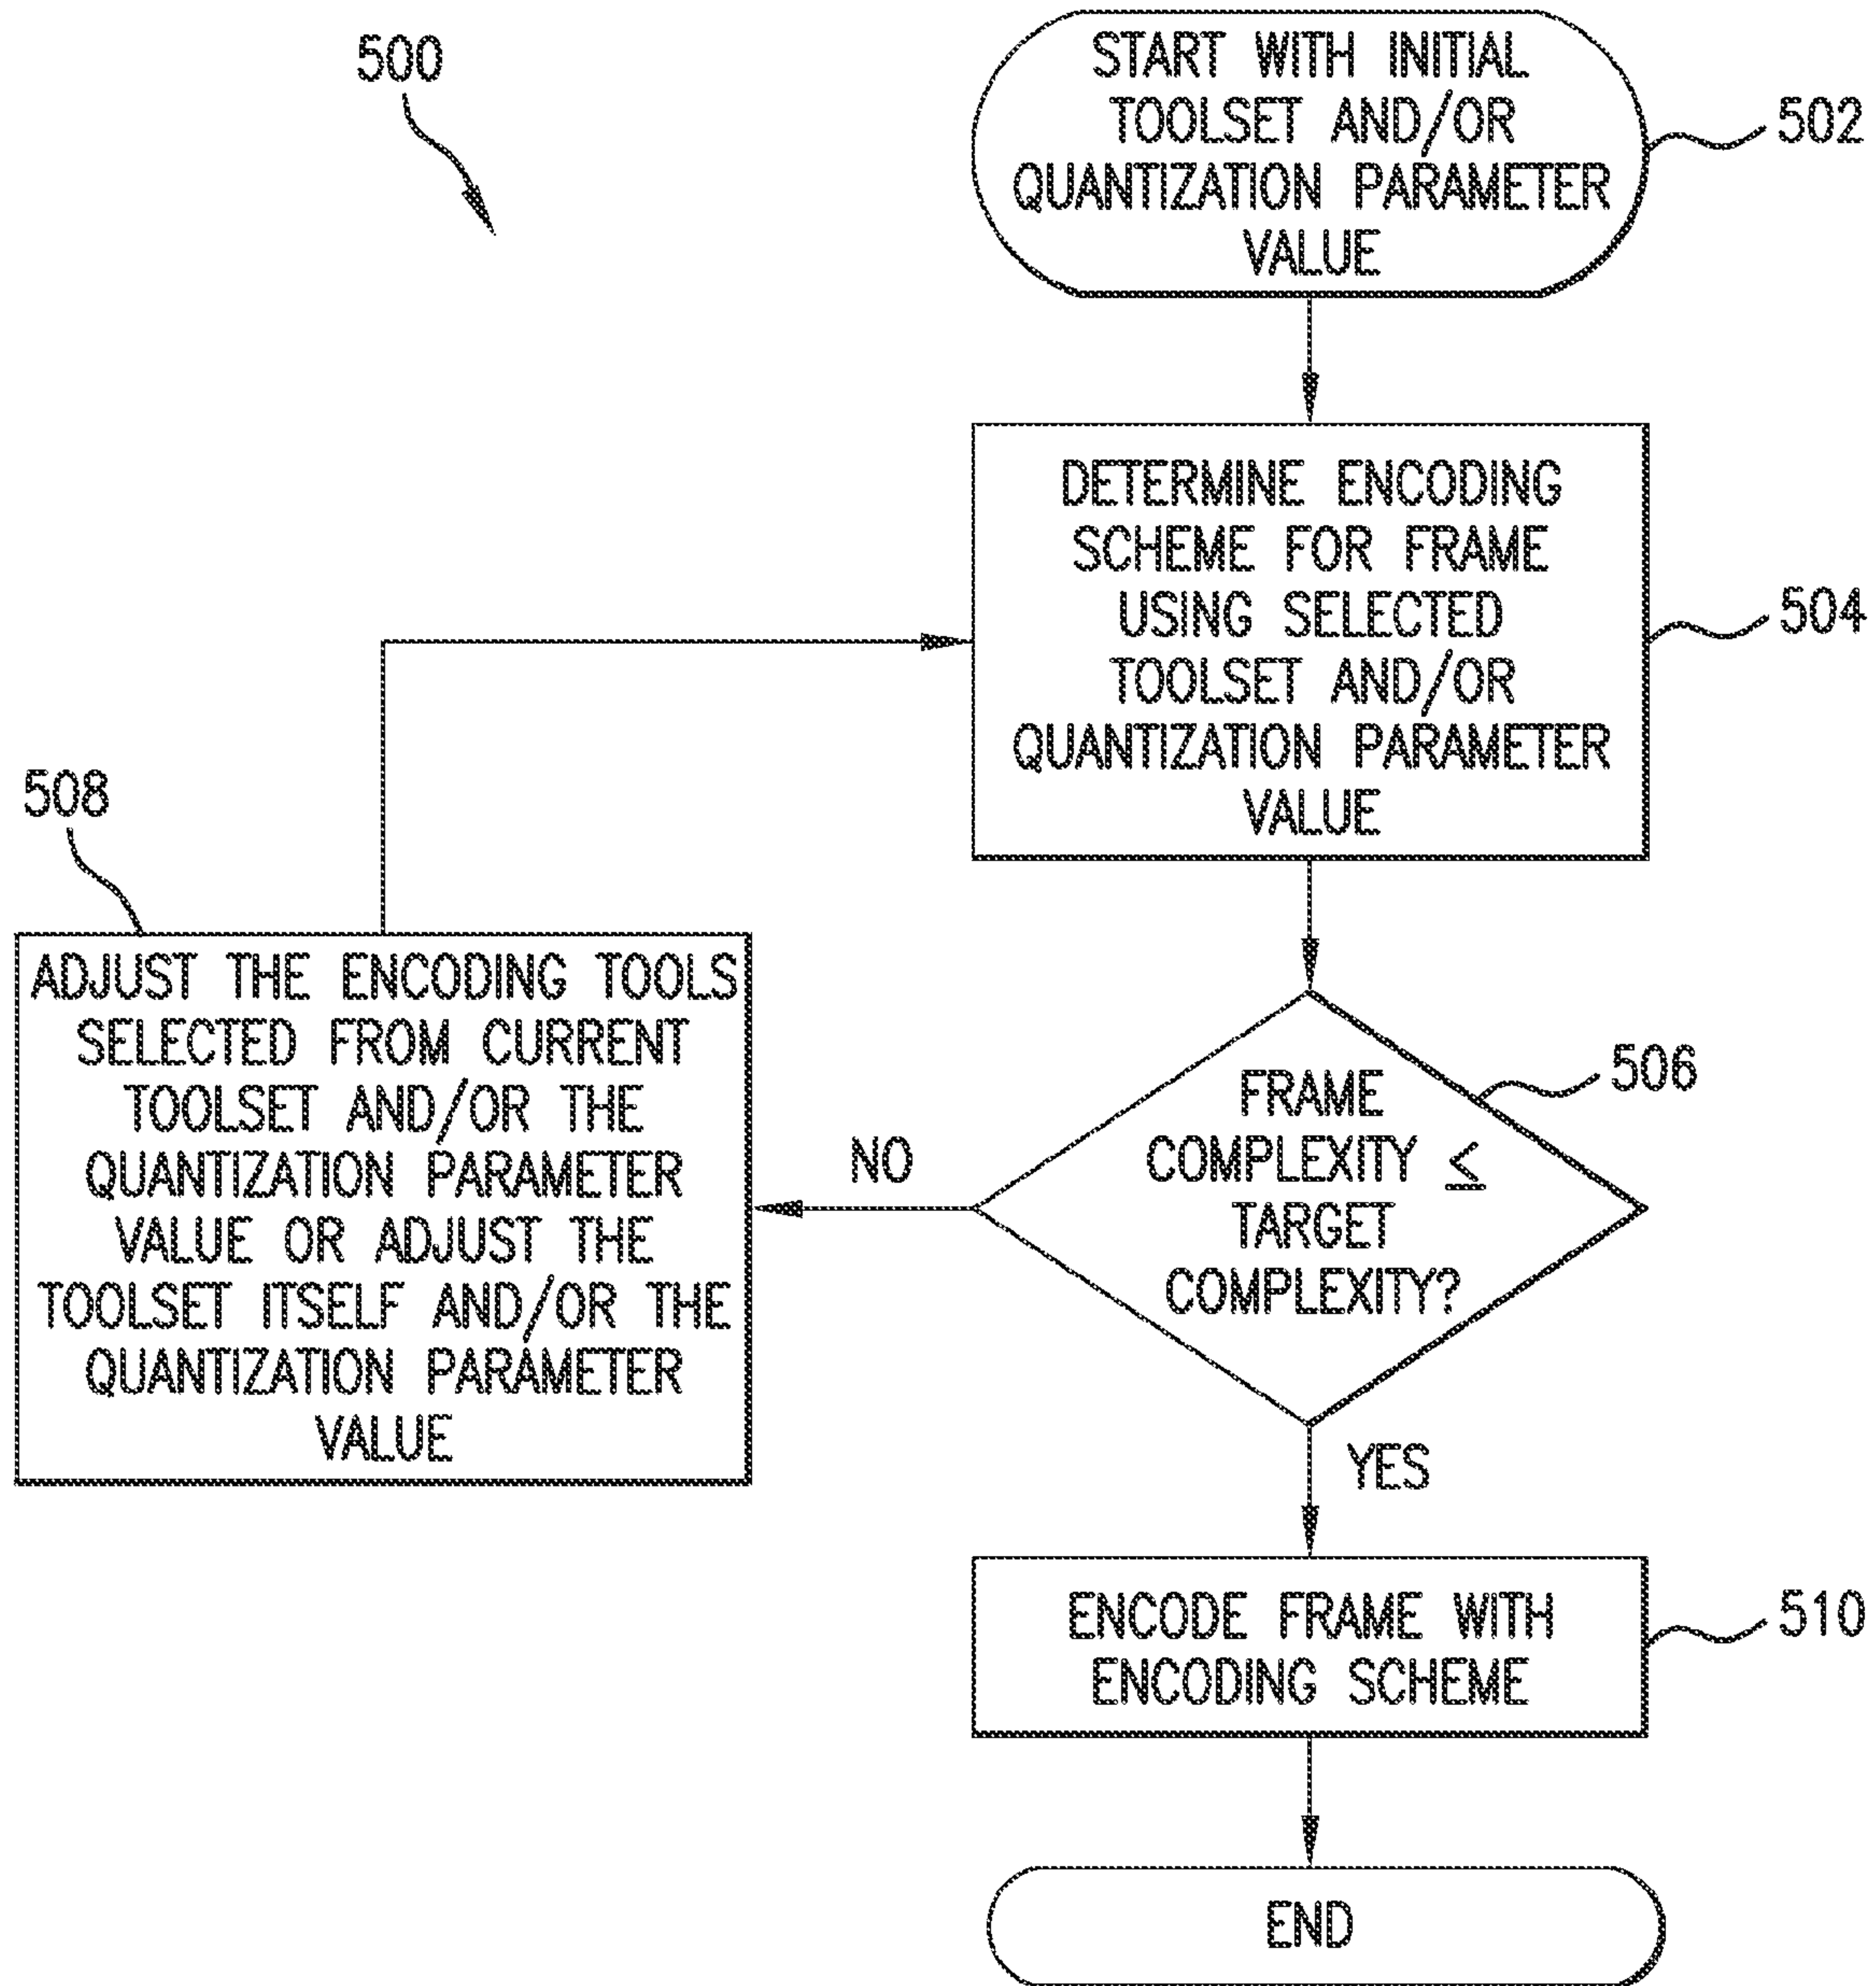 500
START WITH INITIAL
TOOLSET AND/OR
QUANTIZATION PARAMETER
VALUE
502
DETERMINE ENCODING
SCHEME FOR FRAME
USING SELECTED
TOOLSET AND/OR
QUANTIZATION PARAMETER
VALUE
504
508
ADJUST THE ENCODING TOOLS
SELECTED FROM CURRENT
TOOLSET AND/OR THE
QUANTIZATION PARAMETER
VALUE OR ADJUST THE
TOOLSET ITSELF AND/OR THE
QUANTIZATION PARAMETER
VALUE
NO
FRAME
COMPLEXITY ≤
TARGET
COMPLEXITY?
506
YES
ENCODE FRAME WITH
ENCODING SCHEME
510
END